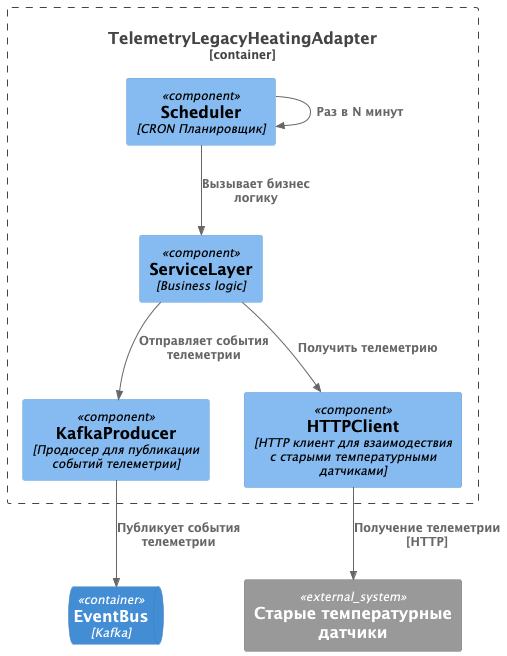 TelemetryLegacyHeatingAdapter
[container]
«component»
Scheduler
[CRON Планировщик]
Раз в N минут
Вызывает бизнес
логику
«component»
ServiceLayer
[Business logic]
Отправляет события
телеметрии
Получить телеметрию
«component»
KafkaProducer
[Продюсер для публикации
событий телеметрии]
«component»
HTTPClient
[HTTP клиент для взаимодествия
с старыми температурными
датчиками]
Публикует события
телеметрии
Получение телеметрии
[HTTP]
«container»
EventBus
[Kafka]
«external_system»
Старые температурные
датчики